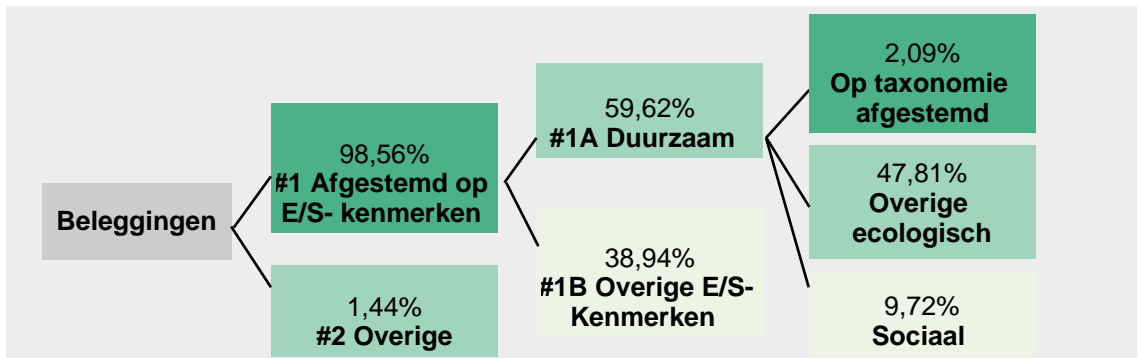 Beleggingen
98,56%
#1 Afgestemd op
E/S- kenmerken
1,44%
#2 Overige
59,62%
#1A Duurzaam
38,94%
#1B Overige E/S-
Kenmerken
2,09%
Op taxonomie
afgestemd
47,81%
Overige
ecologisch
9,72%
Sociaal